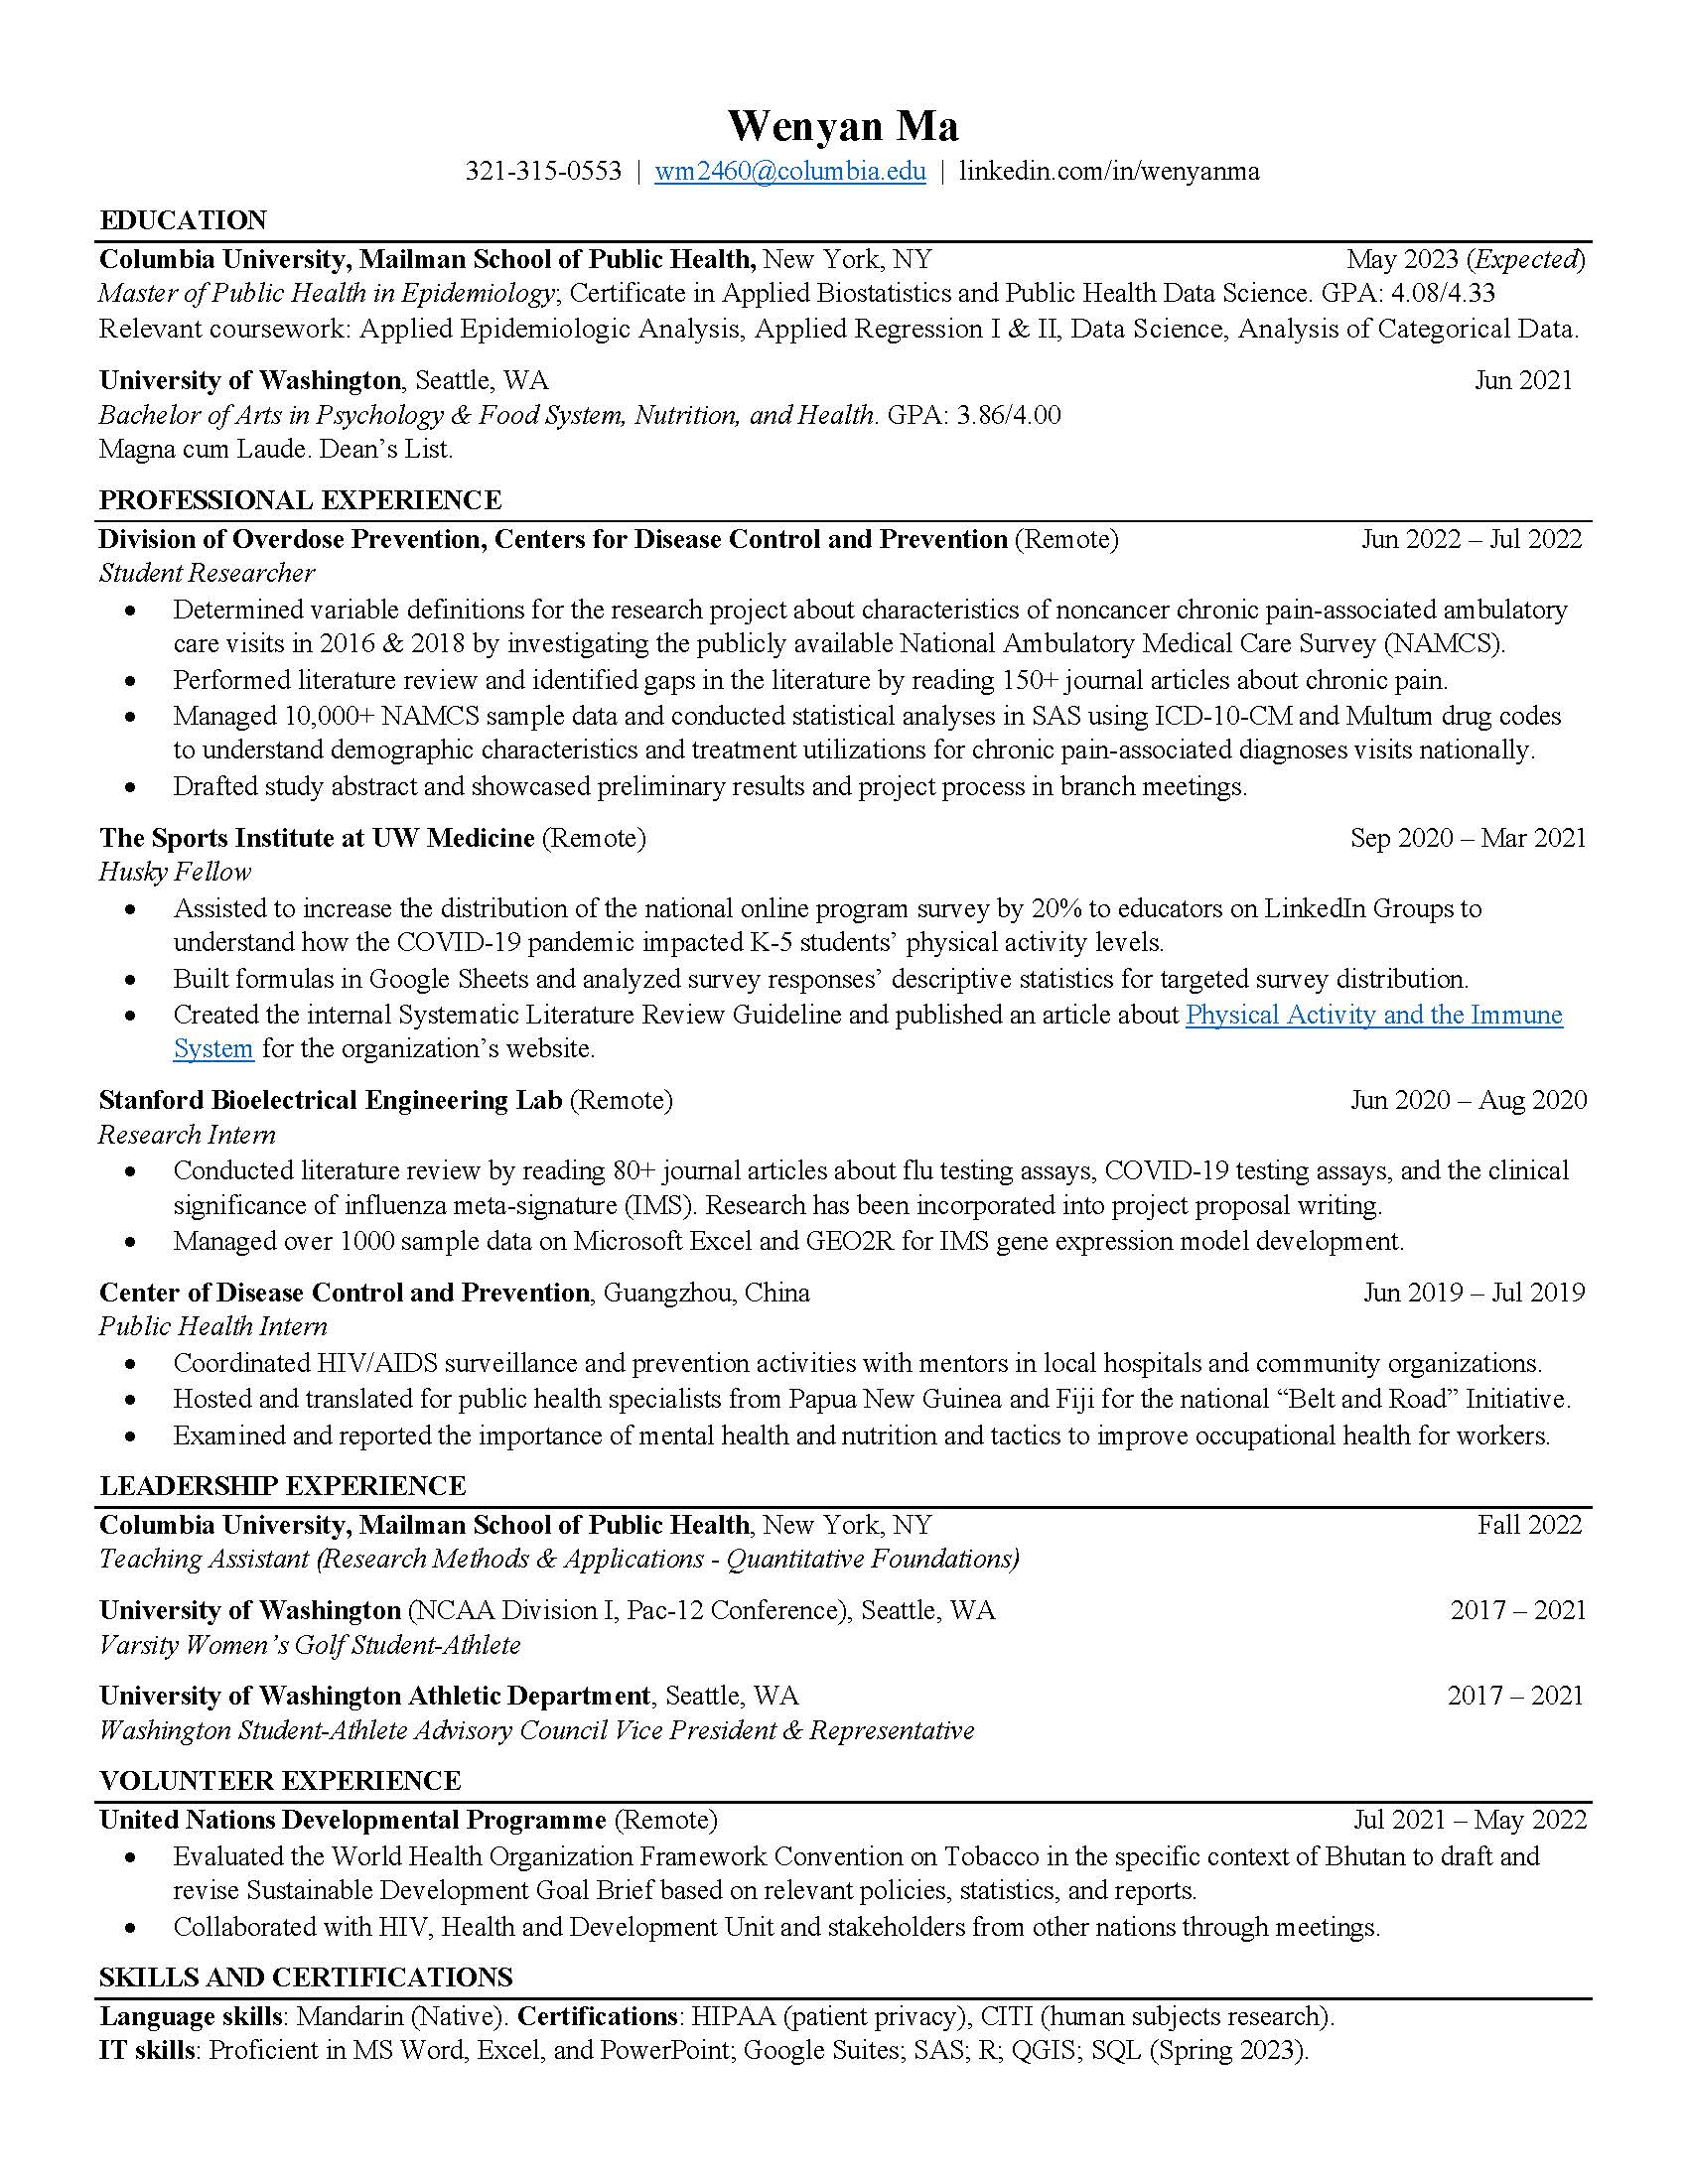 Wenyan Ma
321-315-0553 | wm2460@columbia.edu | linkedin.com/in/wenyanma
EDUCATION
Columbia University, Mailman School of Public Health, New York, NY May 2023 (Expected)
Master of Public Health in Epidemiology; Certificate in Applied Biostatistics and Public Health Data Science. GPA: 4.08/4.33
Relevant coursework: Applied Epidemiologic Analysis, Applied Regression I & II, Data Science, Analysis of Categorical Data.
University of Washington, Seattle, WA Jun 2021
Bachelor of Arts in Psychology & Food System, Nutrition, and Health. GPA: 3.86/4.00
Magna cum Laude. Dean’s List.
PROFESSIONAL EXPERIENCE
Division of Overdose Prevention, Centers for Disease Control and Prevention (Remote) Jun 2022 – Jul 2022
Student Researcher
• Determined variable definitions for the research project about characteristics of noncancer chronic pain-associated ambulatory
care visits in 2016 & 2018 by investigating the publicly available National Ambulatory Medical Care Survey (NAMCS).
• Performed literature review and identified gaps in the literature by reading 150+ journal articles about chronic pain.
• Managed 10,000+ NAMCS sample data and conducted statistical analyses in SAS using ICD-10-CM and Multum drug codes
to understand demographic characteristics and treatment utilizations for chronic pain-associated diagnoses visits nationally.
• Drafted study abstract and showcased preliminary results and project process in branch meetings.
The Sports Institute at UW Medicine (Remote) Sep 2020 – Mar 2021
Husky Fellow
• Assisted to increase the distribution of the national online program survey by 20% to educators on LinkedIn Groups to
understand how the COVID-19 pandemic impacted K-5 students’ physical activity levels.
• Built formulas in Google Sheets and analyzed survey responses’ descriptive statistics for targeted survey distribution.
• Created the internal Systematic Literature Review Guideline and published an article about Physical Activity and the Immune
System for the organization’s website.
Stanford Bioelectrical Engineering Lab (Remote) Jun 2020 – Aug 2020
Research Intern
• Conducted literature review by reading 80+ journal articles about flu testing assays, COVID-19 testing assays, and the clinical
significance of influenza meta-signature (IMS). Research has been incorporated into project proposal writing.
• Managed over 1000 sample data on Microsoft Excel and GEO2R for IMS gene expression model development.
Center of Disease Control and Prevention, Guangzhou, China Jun 2019 – Jul 2019
Public Health Intern
• Coordinated HIV/AIDS surveillance and prevention activities with mentors in local hospitals and community organizations.
• Hosted and translated for public health specialists from Papua New Guinea and Fiji for the national “Belt and Road” Initiative.
• Examined and reported the importance of mental health and nutrition and tactics to improve occupational health for workers.
LEADERSHIP EXPERIENCE
Columbia University, Mailman School of Public Health, New York, NY Fall 2022
Teaching Assistant (Research Methods & Applications - Quantitative Foundations)
University of Washington (NCAA Division I, Pac-12 Conference), Seattle, WA 2017 – 2021
Varsity Women’s Golf Student-Athlete
University of Washington Athletic Department, Seattle, WA 2017 – 2021
Washington Student-Athlete Advisory Council Vice President & Representative
VOLUNTEER EXPERIENCE
United Nations Developmental Programme (Remote) Jul 2021 – May 2022
• Evaluated the World Health Organization Framework Convention on Tobacco in the specific context of Bhutan to draft and
revise Sustainable Development Goal Brief based on relevant policies, statistics, and reports.
• Collaborated with HIV, Health and Development Unit and stakeholders from other nations through meetings.
SKILLS AND CERTIFICATIONS
Language skills: Mandarin (Native). Certifications: HIPAA (patient privacy), CITI (human subjects research).
IT skills: Proficient in MS Word, Excel, and PowerPoint; Google Suites; SAS; R; QGIS; SQL (Spring 2023).